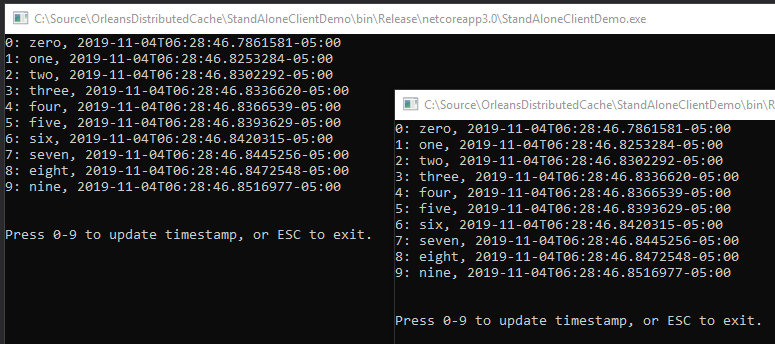 C:\Source\OrleansDistributedCache\StandAloneClientDemo\bin\Release\netcoreapp3.0\StandAloneClientDemo.exe
0: zero, 2019-11-04T06:28:46.7861581-05:00
1: one, 2019-11-04T06:28:46.8253284-05:00
2: two, 2019-11-04T06:28:46.8302292-05:00
3: three, 2019-11-04T06:28:46.8336620-05:00
4: four, 2019-11-04T06:28:46.8366539-05:00
5: five, 2019-11-04T06:28:46.8393629-05:00
6: six, 2019-11-04T06:28:46.8420315-05:00
7: seven, 2019-11-04T06:28:46.8445256-05:00
8: eight, 2019-11-04T06:28:46.8472548-05:00
9: nine, 2019-11-04T06:28:46.8516977-05:00
Press 0-9 to update timestamp, or ESC to exit.
C:\Source\OrleansDistributedCache\StandAloneClientDemo\bin\R
0: zero, 2019-11-04T06:28:46.7861581-05:00
1: one, 2019-11-04T06:28:46.8253284-05:00
2: two, 2019-11-04T06:28:46.8302292-05:00
3: three, 2019-11-04T06:28:46.8336620-05:00
4: four, 2019-11-04T06:28:46.8366539-05:00
5: five, 2019-11-04T06:28:46.8393629-05:00
6: six, 2019-11-04T06:28:46.8420315-05:00
7: seven, 2019-11-04T06:28:46.8445256-05:00
8: eight, 2019-11-04T06:28:46.8472548-05:00
9: nine, 2019-11-04T06:28:46.8516977-05:00
Press 0-9 to update timestamp, or ESC to exit.